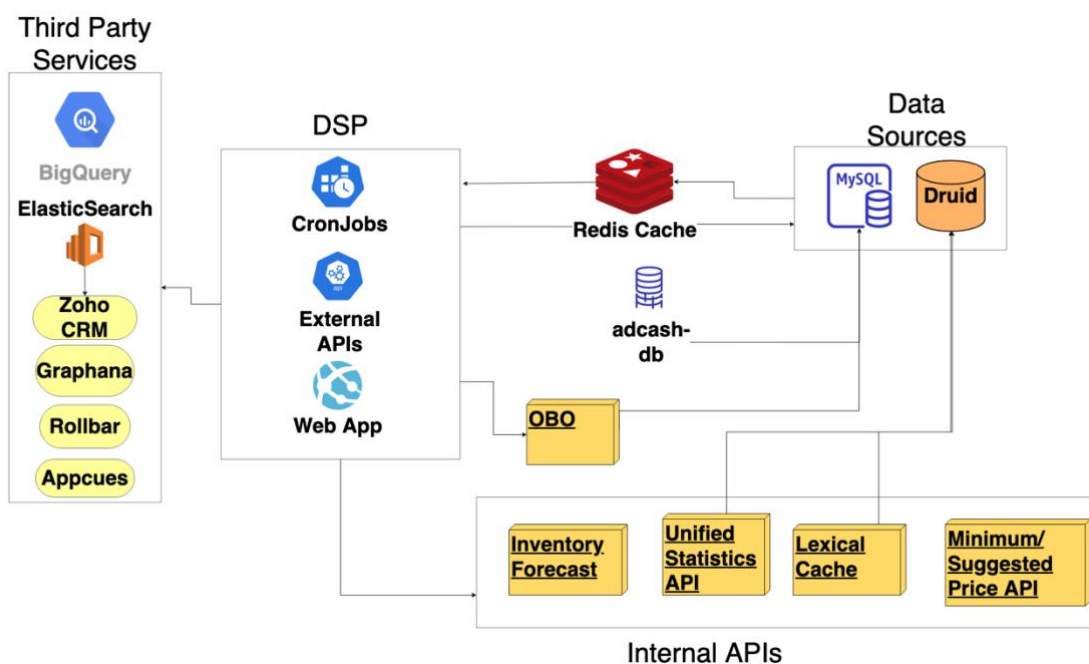 Third Party
Services
BigQuery
ElasticSearch
Zoho
CRM
Graphana
Rollbar
Appcues
DSP
CronJobs
api
External
APIs
Web App
Redis Cache
adcash-
db
OBO
Data
Sources
MySQL
Druid
Inventory
Forecast
Unified
Statistics
API
Lexical
Cache
Minimum/
Suggested
Price API
Internal APIs